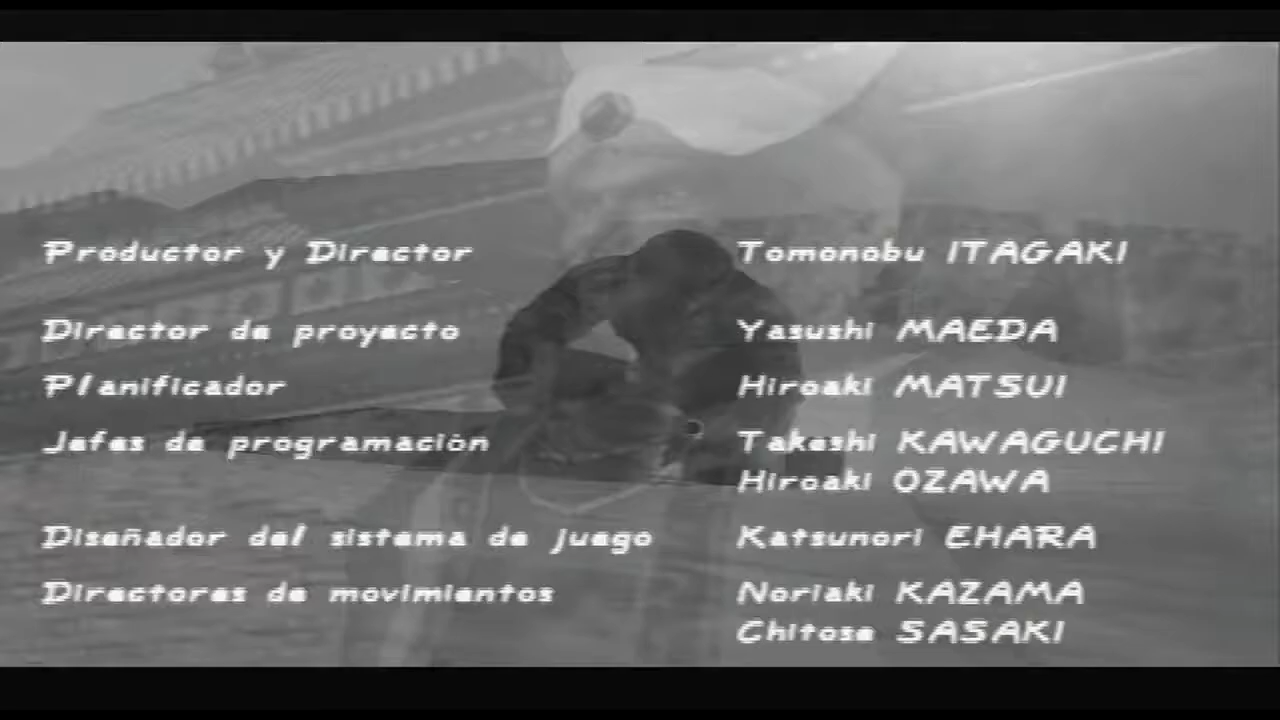 Productor y Director Tomonobu ITAGAKI
Director de proyecto Yasushi MAEDA
Planificador Hiroaki MATSUI
Jefes de programación Takeshi KAWAGUCHI
Hiroaki OZAWA
Diseñador del sistema de juego Katsunori EHARA
Directores de movimientos Noriaki KAZAMA
Chitose SASAKI